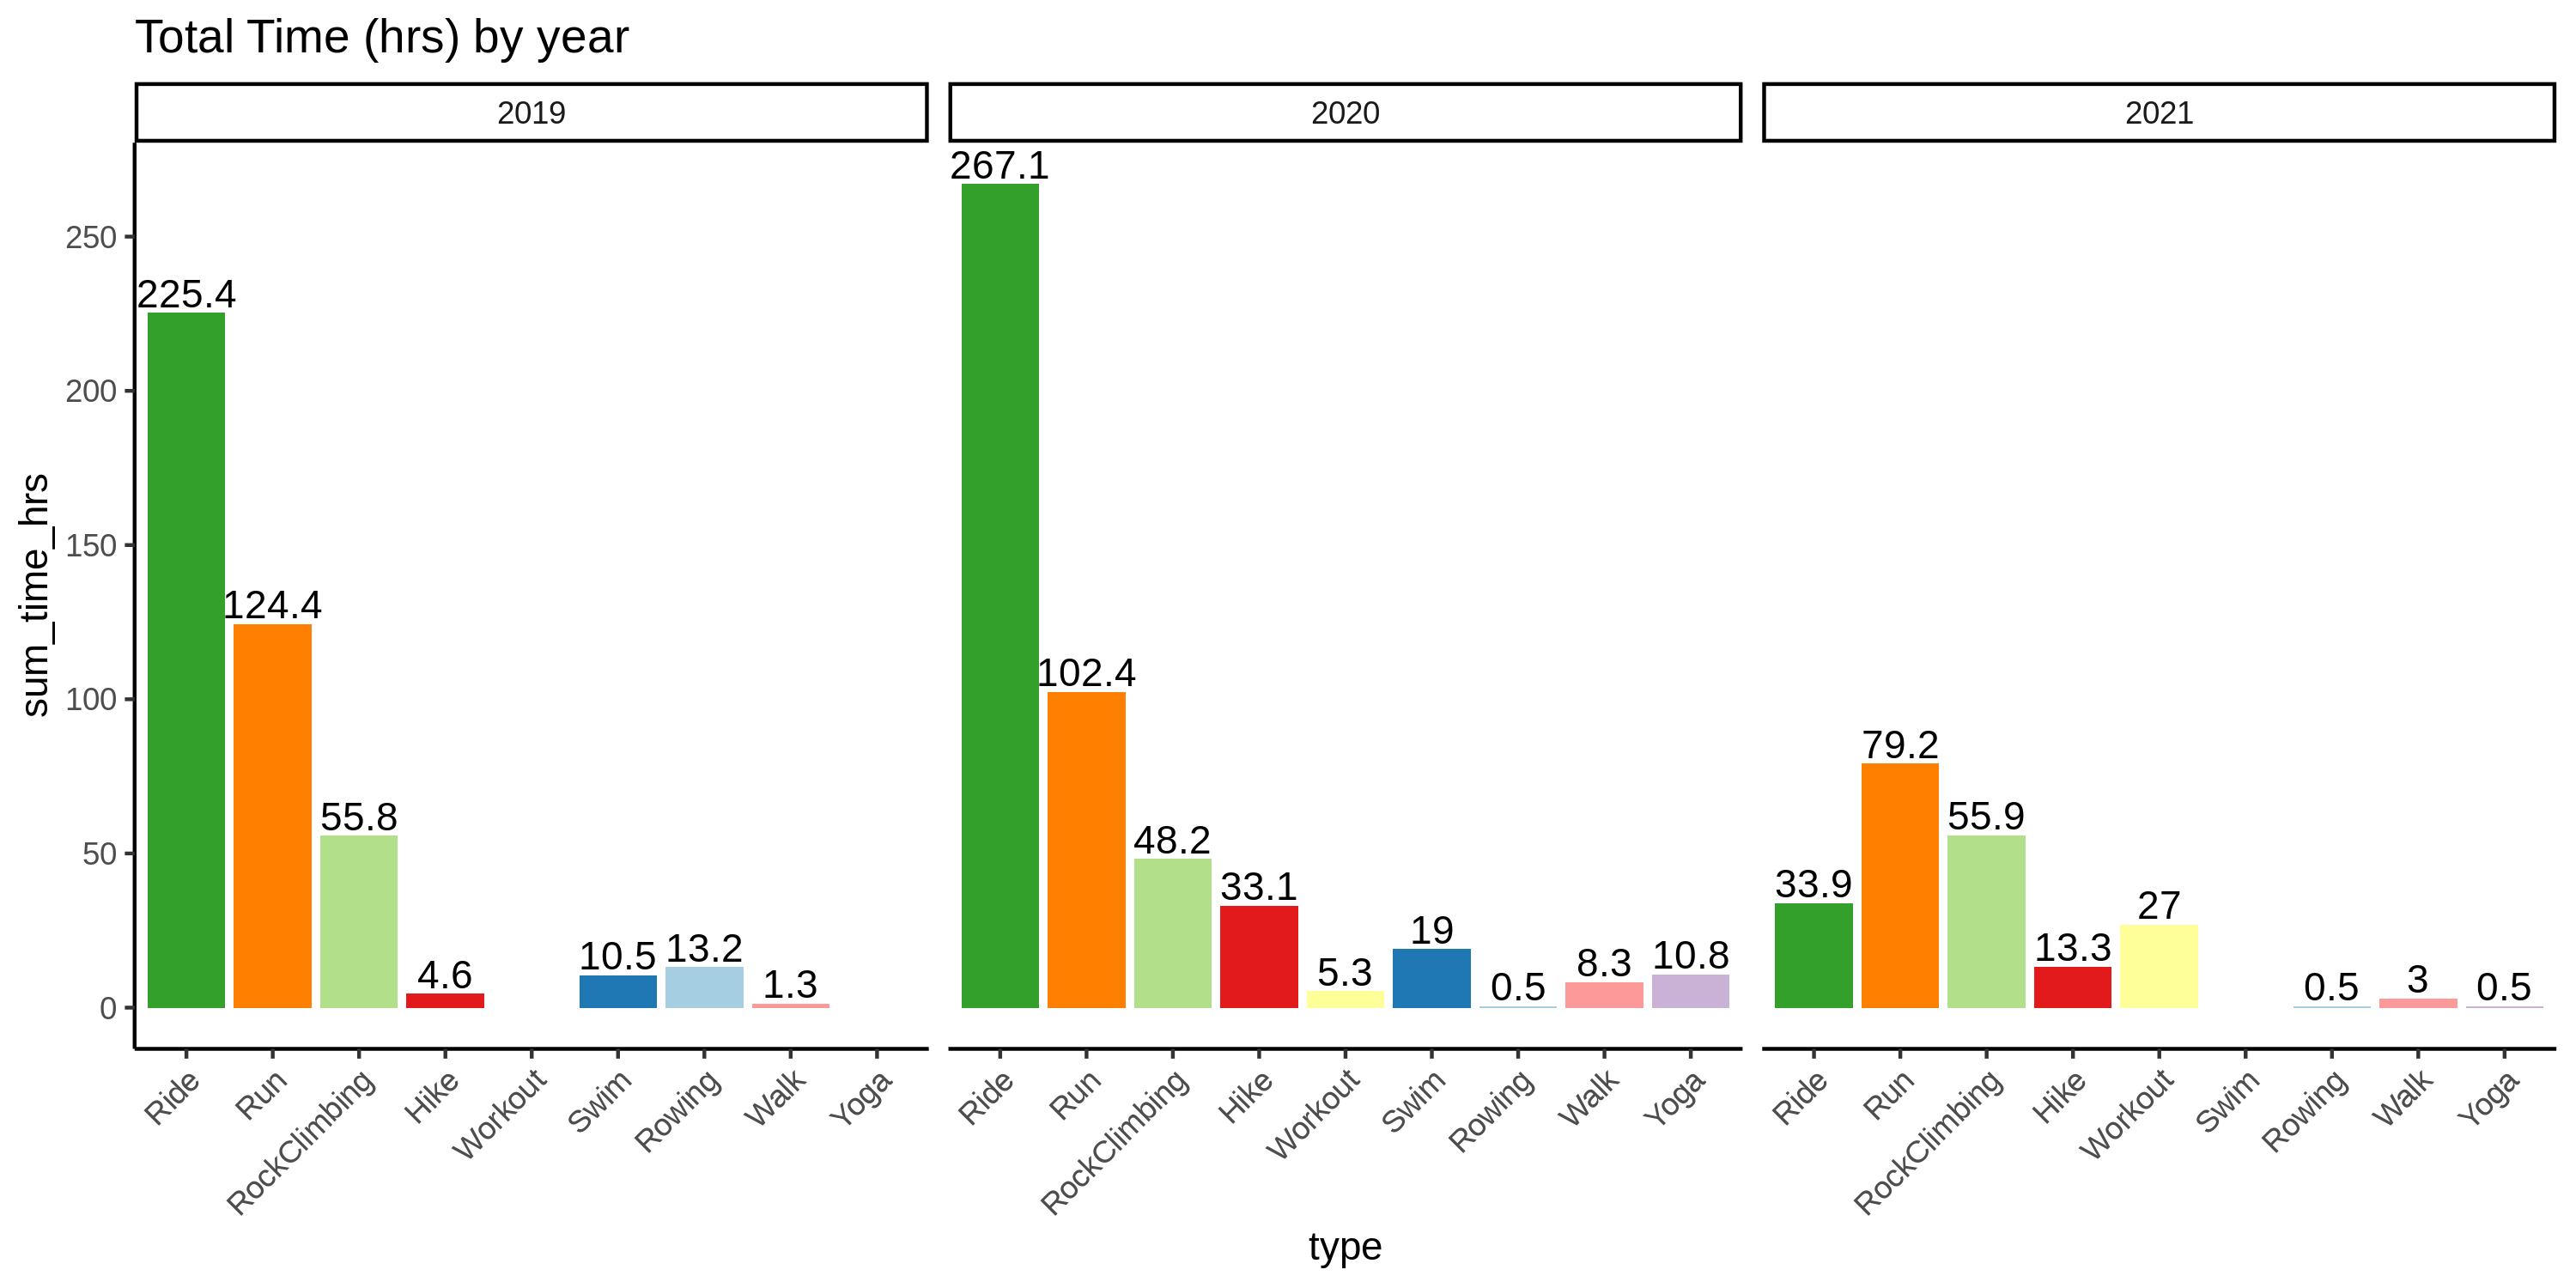 Total Time (hrs) by year
2019
2020
2021
sum_time_hrs
250
200
150
100
50
0
225.4
124.4
55.8
4.6
10.5
13.2
1.3
267.1
102.4
48.2
33.1
5.3
19
0.5
8.3
10.8
33.9
79.2
55.9
13.3
27
0.5
3
0.5
Ride
Run
RockClimbing
Hike
Workout
Swim
Rowing
Walk
Yoga
Ride
Run
RockClimbing
Hike
Workout
Swim
Rowing
Walk
Yoga
Ride
Run
RockClimbing
Hike
Workout
Swim
Rowing
Walk
Yoga
type